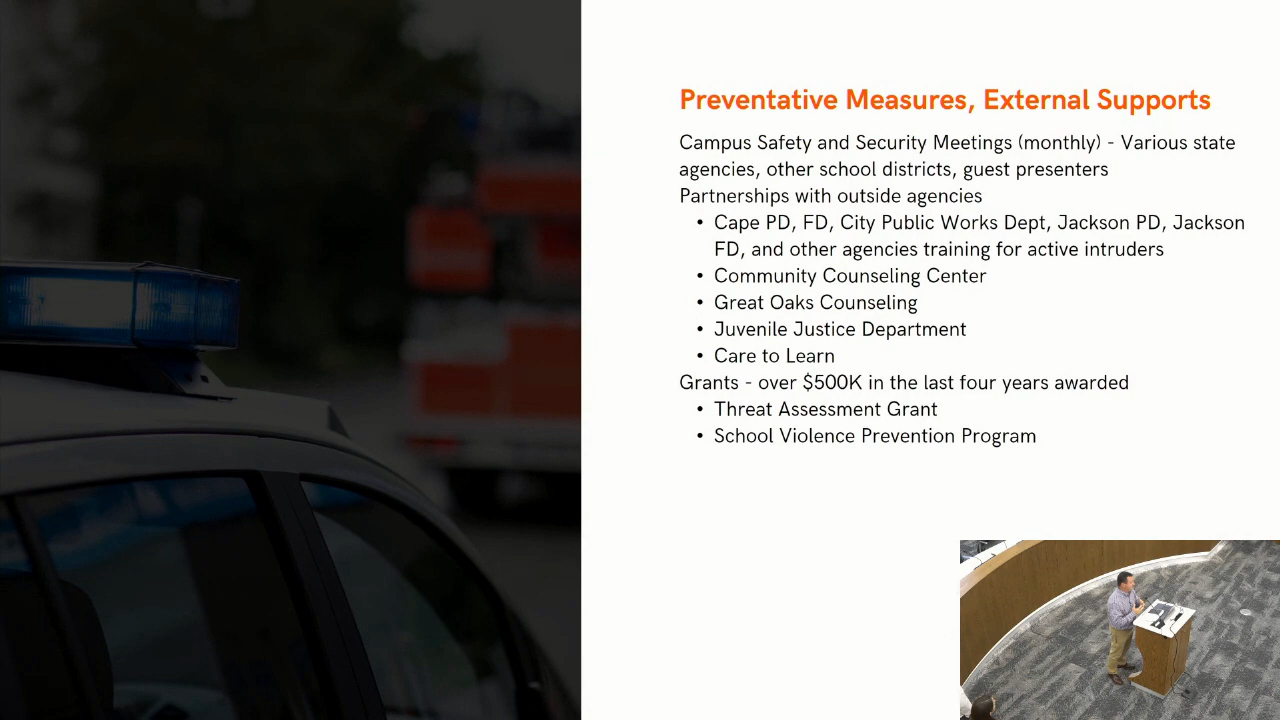 Preventative Measures, External Supports
Campus Safety and Security Meetings (monthly) - Various state
agencies, other school districts, guest presenters
Partnerships with outside agencies
• Cape PD, FD, City Public Works Dept, Jackson PD, Jackson
FD, and other agencies training for active intruders
• Community Counseling Center
• Great Oaks Counseling
• Juvenile Justice Department
• Care to Learn
Grants - over $500K in the last four years awarded
• Threat Assessment Grant
• School Violence Prevention Program